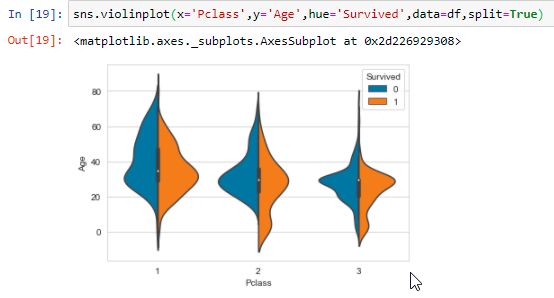 In [19]: sns.violinplot(x='Pclass',y='Age',hue='Survived',data=df,split=True)
Out[19]: <matplotlib.axes._subplots.AxesSubplot at 0x2d226929308>
Survived
0
1
80
60
40
20
0
Age
1 2 3
Pclass